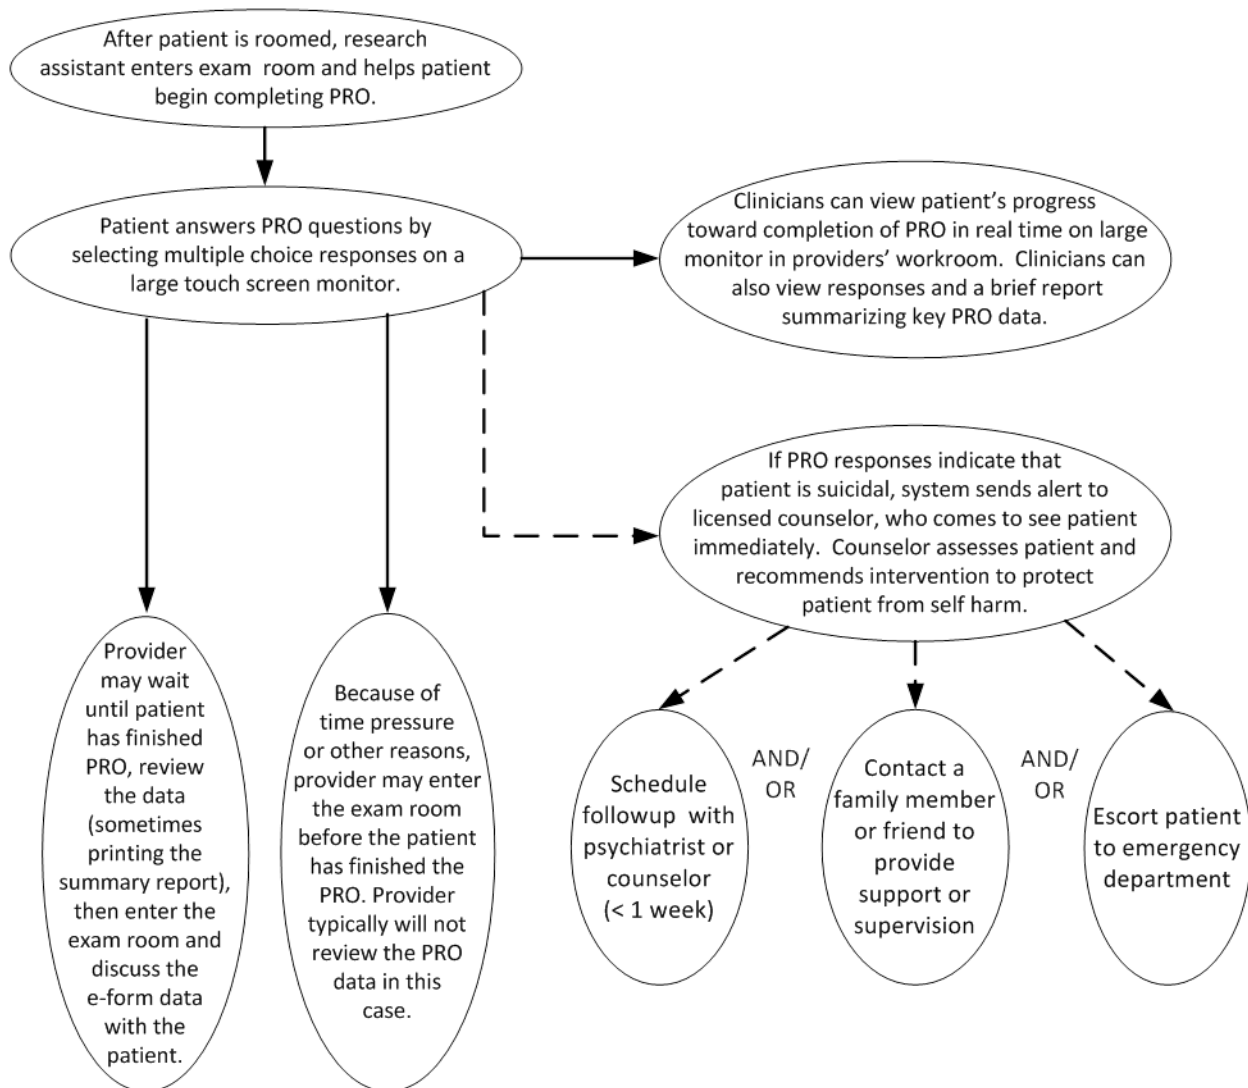 After patient is roomed, research
assistant enters exam room and helps patient
begin completing PRO.
Patient answers PRO questions by
selecting multiple choice responses on a
large touch screen monitor.
Clinicians can view patient's progress
toward completion of PRO in real time on large
monitor in providers' workroom. Clinicians can
also view responses and a brief report
summarizing key PRO data.
If PRO responses indicate that
patient is suicidal, system sends alert to
licensed counselor, who comes to see patient
immediately. Counselor assesses patient and
recommends intervention to protect
patient from self harm.
Provider
may wait
until patient
has finished
PRO, review
the data
(sometimes
printing the
summary report),
then enter the
exam room and
discuss the
e-form data
with the
patient.
Because of
time pressure
or other reasons,
provider may enter
the exam room
before the patient
has finished the
PRO. Provider
typically will not
review the PRO
data in this
case.
Schedule
followup with
psychiatrist or
counselor
(< 1 week)
AND/
OR
Contact a
family member
or friend to
provide
support or
supervision
AND/
OR
Escort patient
to emergency
department